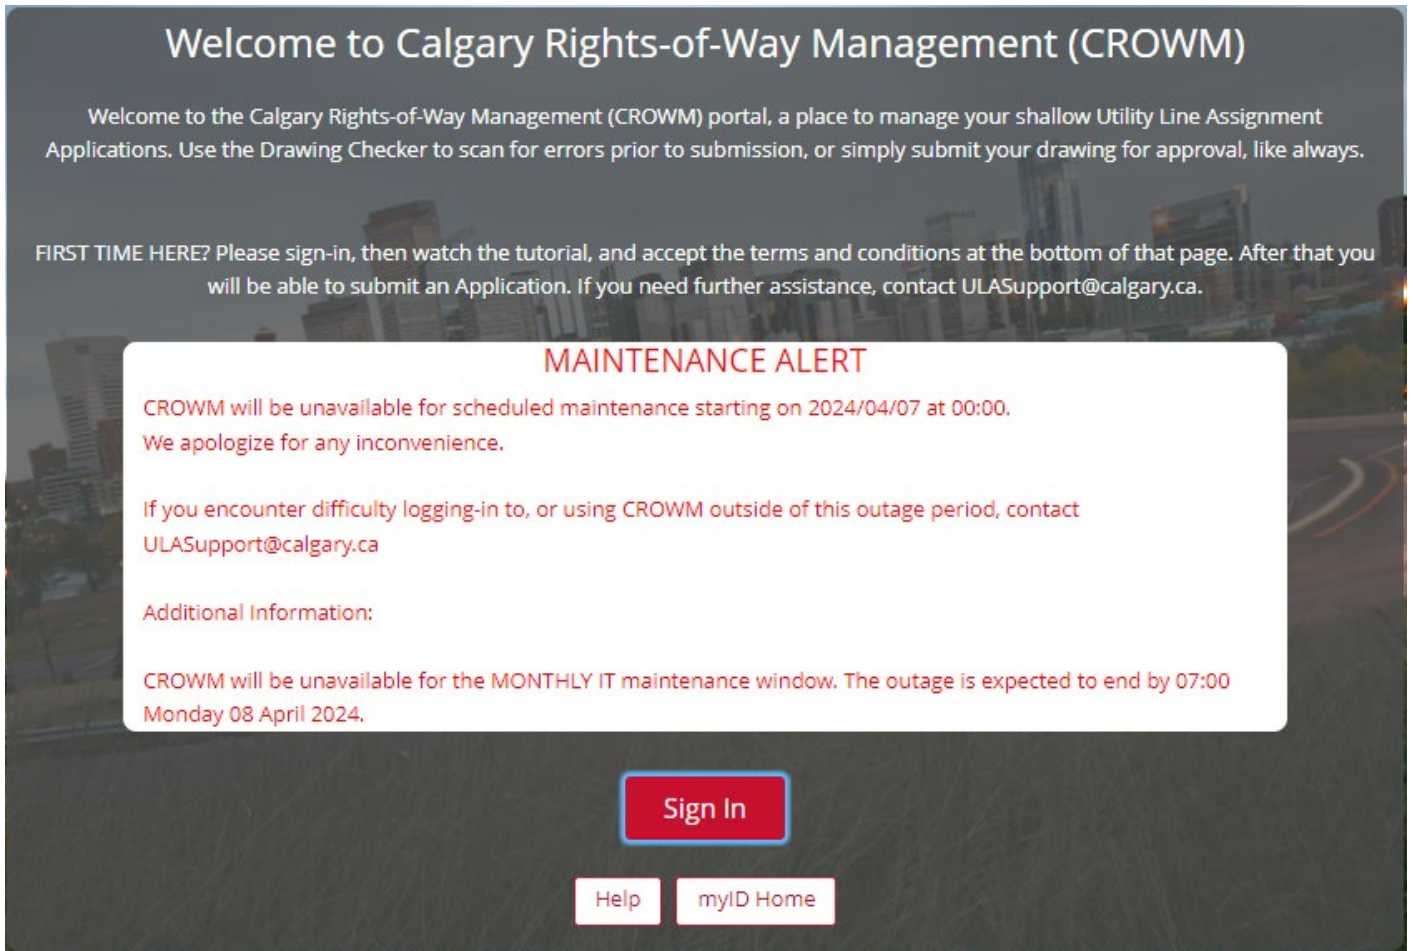 Welcome to Calgary Rights-of-Way Management (CROWM)
Welcome to the Calgary Rights-of-Way Management (CROWM) portal, a place to manage your shallow Utility Line Assignment
Applications. Use the Drawing Checker to scan for errors prior to submission, or simply submit your drawing for approval, like always.
FIRST TIME HERE? Please sign-in, then watch the tutorial, and accept the terms and conditions at the bottom of that page. After that you
will be able to submit an Application. If you need further assistance, contact ULASupport@calgary.ca.
MAINTENANCE ALERT
CROWM will be unavailable for scheduled maintenance starting on 2024/04/07 at 00:00.
We apologize for any inconvenience.
If you encounter difficulty logging-in to, or using CROWM outside of this outage period, contact
ULASupport@calgary.ca
Additional Information:
CROWM will be unavailable for the MONTHLY IT maintenance window. The outage is expected to end by 07:00
Monday 08 April 2024.
Sign In
Help myID Home